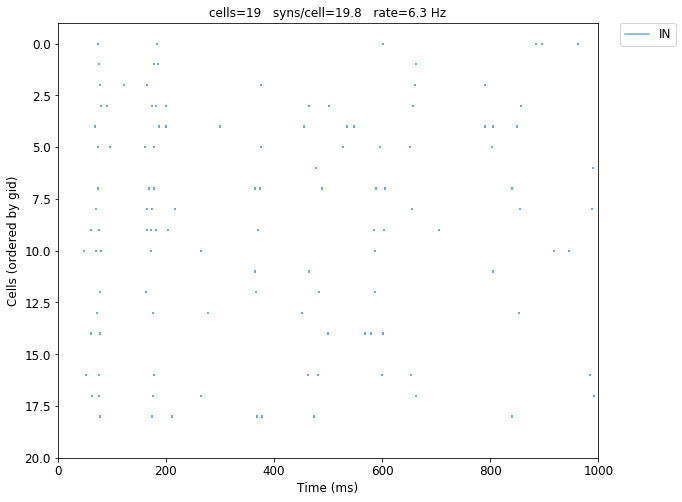 cells=19   syns/cell=19.8   rate=6.3 Hz
IN
Cells (ordered by gid)
0.0
2.5
5.0
7.5
10.0
12.5
15.0
17.5
20.0
0 200 400 600 800 1000
Time (ms)